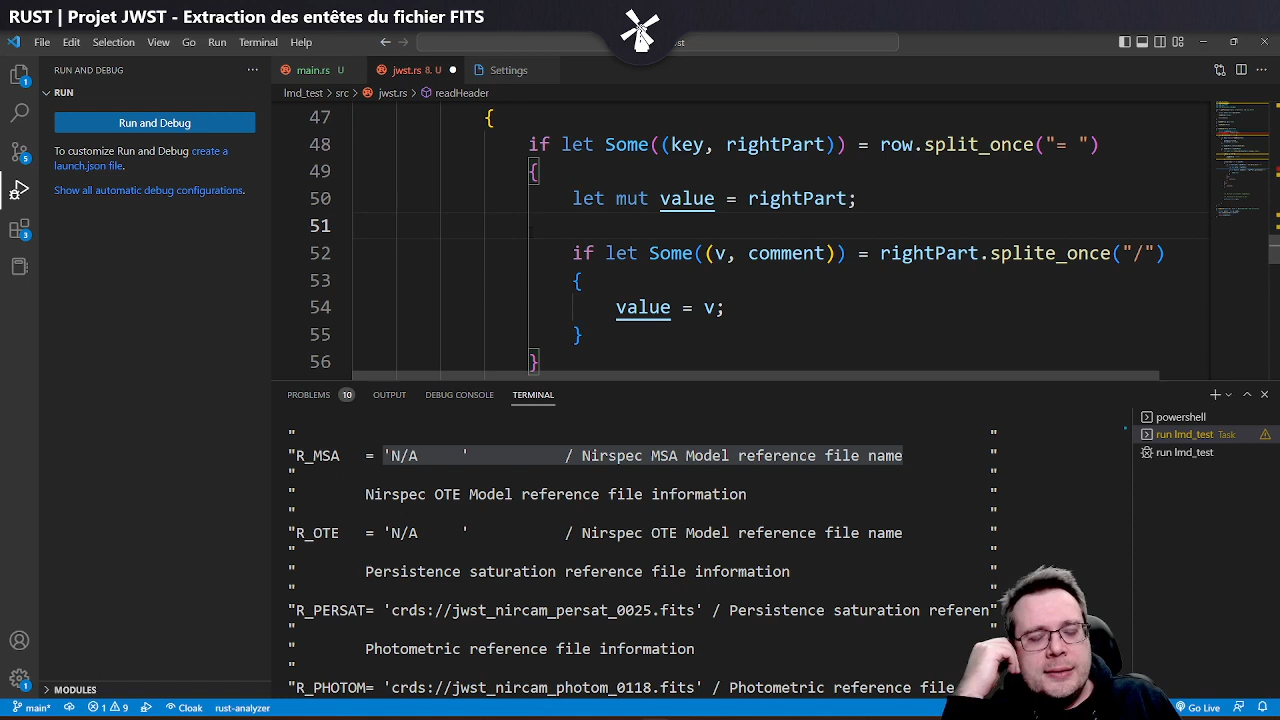 RUST | Projet JWST - Extraction des entêtes du fichier FITS
File Edit Selection View Go Run Terminal Help
st
RUN AND DEBUG
main.rs U jwst.rs 8, U Settings
RUN
lmd_test > src > jwst.rs > readHeader
Run and Debug
To customize Run and Debug create a
launch.json file.
Show all automatic debug configurations.
47 {
48 if let Some((key, rightPart)) = row.split_once("= ")
49 {
50 let mut value = rightPart;
51
52 if let Some((v, comment)) = rightPart.splite_once("/")
53 {
54 value = v;
55 }
56 }
PROBLEMS 10 OUTPUT DEBUG CONSOLE TERMINAL
powershell
run lmd_test Task
run lmd_test
" "
"R_MSA = 'N/A ' / Nirspec MSA Model reference file name "
" "
Nirspec OTE Model reference file information "
" "
"R_OTE = 'N/A ' / Nirspec OTE Model reference file name "
" "
Persistence saturation reference file information "
" "
"R_PERSAT= 'crds://jwst_nircam_persat_0025.fits' / Persistence saturation referen"
" "
Photometric reference file information "
" "
"R_PHOTOM= 'crds://jwst_nircam_photom_0118.fits' / Photometric reference file
MODULES
main* 1 9 Cloak rust-analyzer Go Live
1
5
3
1